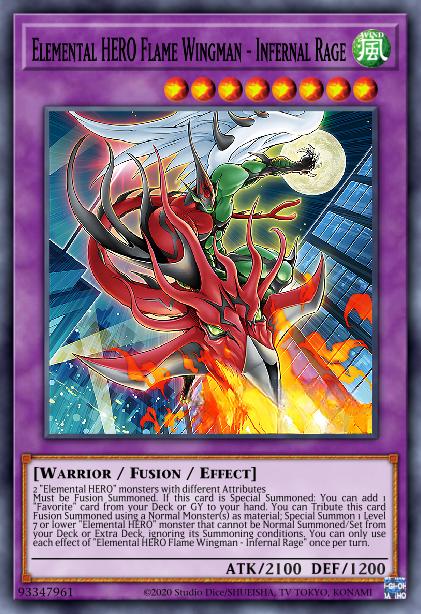 Elemental HERO Flame Wingman - Infernal Rage
WIND
風
[Warrior / Fusion / Effect]
2 "Elemental HERO" monsters with different Attributes
Must be Fusion Summoned. If this card is Special Summoned: You can add 1
"Favorite" card from your Deck or GY to your hand. You can Tribute this card
Fusion Summoned using a Normal Monster(s) as material; Special Summon 1 Level
7 or lower "Elemental HERO" monster that cannot be Normal Summoned/Set from
your Deck or Extra Deck, ignoring its Summoning conditions. You can only use
each effect of "Elemental HERO Flame Wingman - Infernal Rage" once per turn.
ATK/2100 DEF/1200
93347961
©2020 Studio Dice/SHUEISHA, TV TOKYO, KONAMI